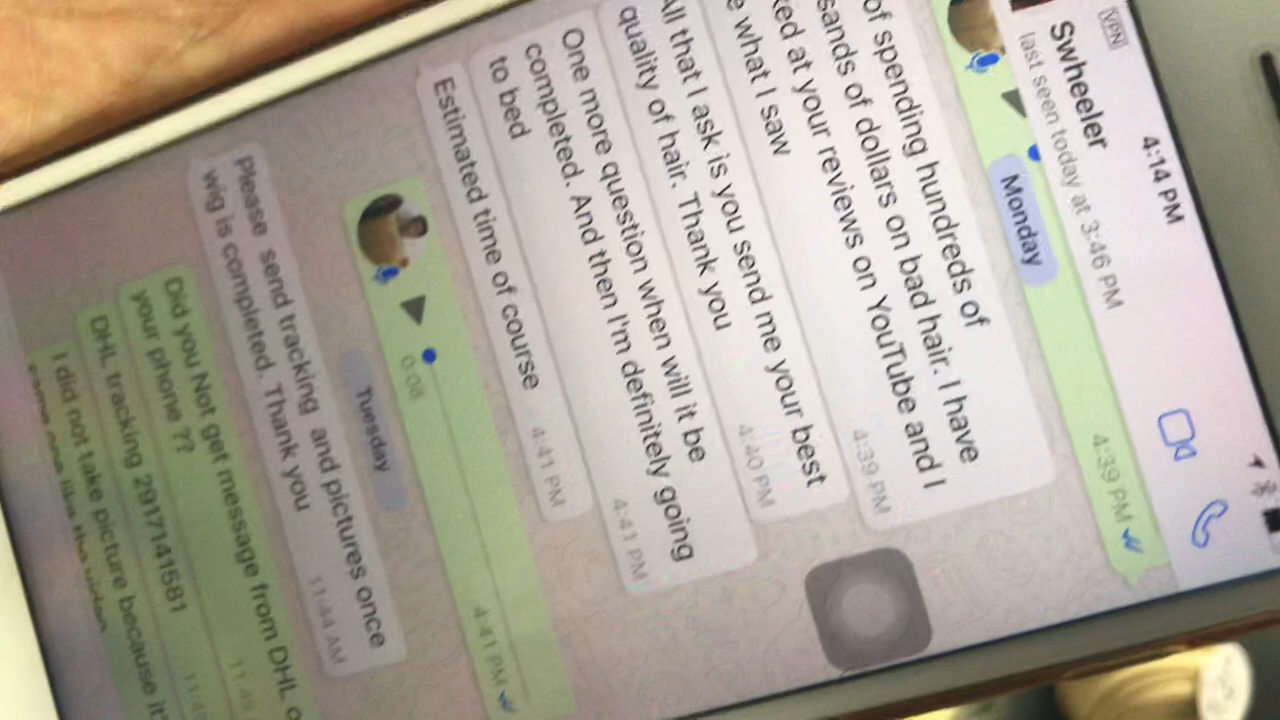 VPN
4:14 PM
Swheeler
last seen today at 3:46 PM
4:39 PM
Monday
of spending hundreds of
sands of dollars on bad hair. I have
ked at your reviews on YouTube and I
e what I saw
4:39 PM
All that I ask is you send me your best
quality of hair. Thank you
4:40 PM
One more question when will it be
completed. And then I'm definitely going
to bed
4:41 PM
Estimated time of course
4:41 PM
0:08
4:41 PM
Tuesday
Please send tracking and pictures once
wig is completed. Thank you
11:44 AM
Did you Not get message from DHL o
your phone ??
DHL tracking 2917141581
I did not take picture because it'